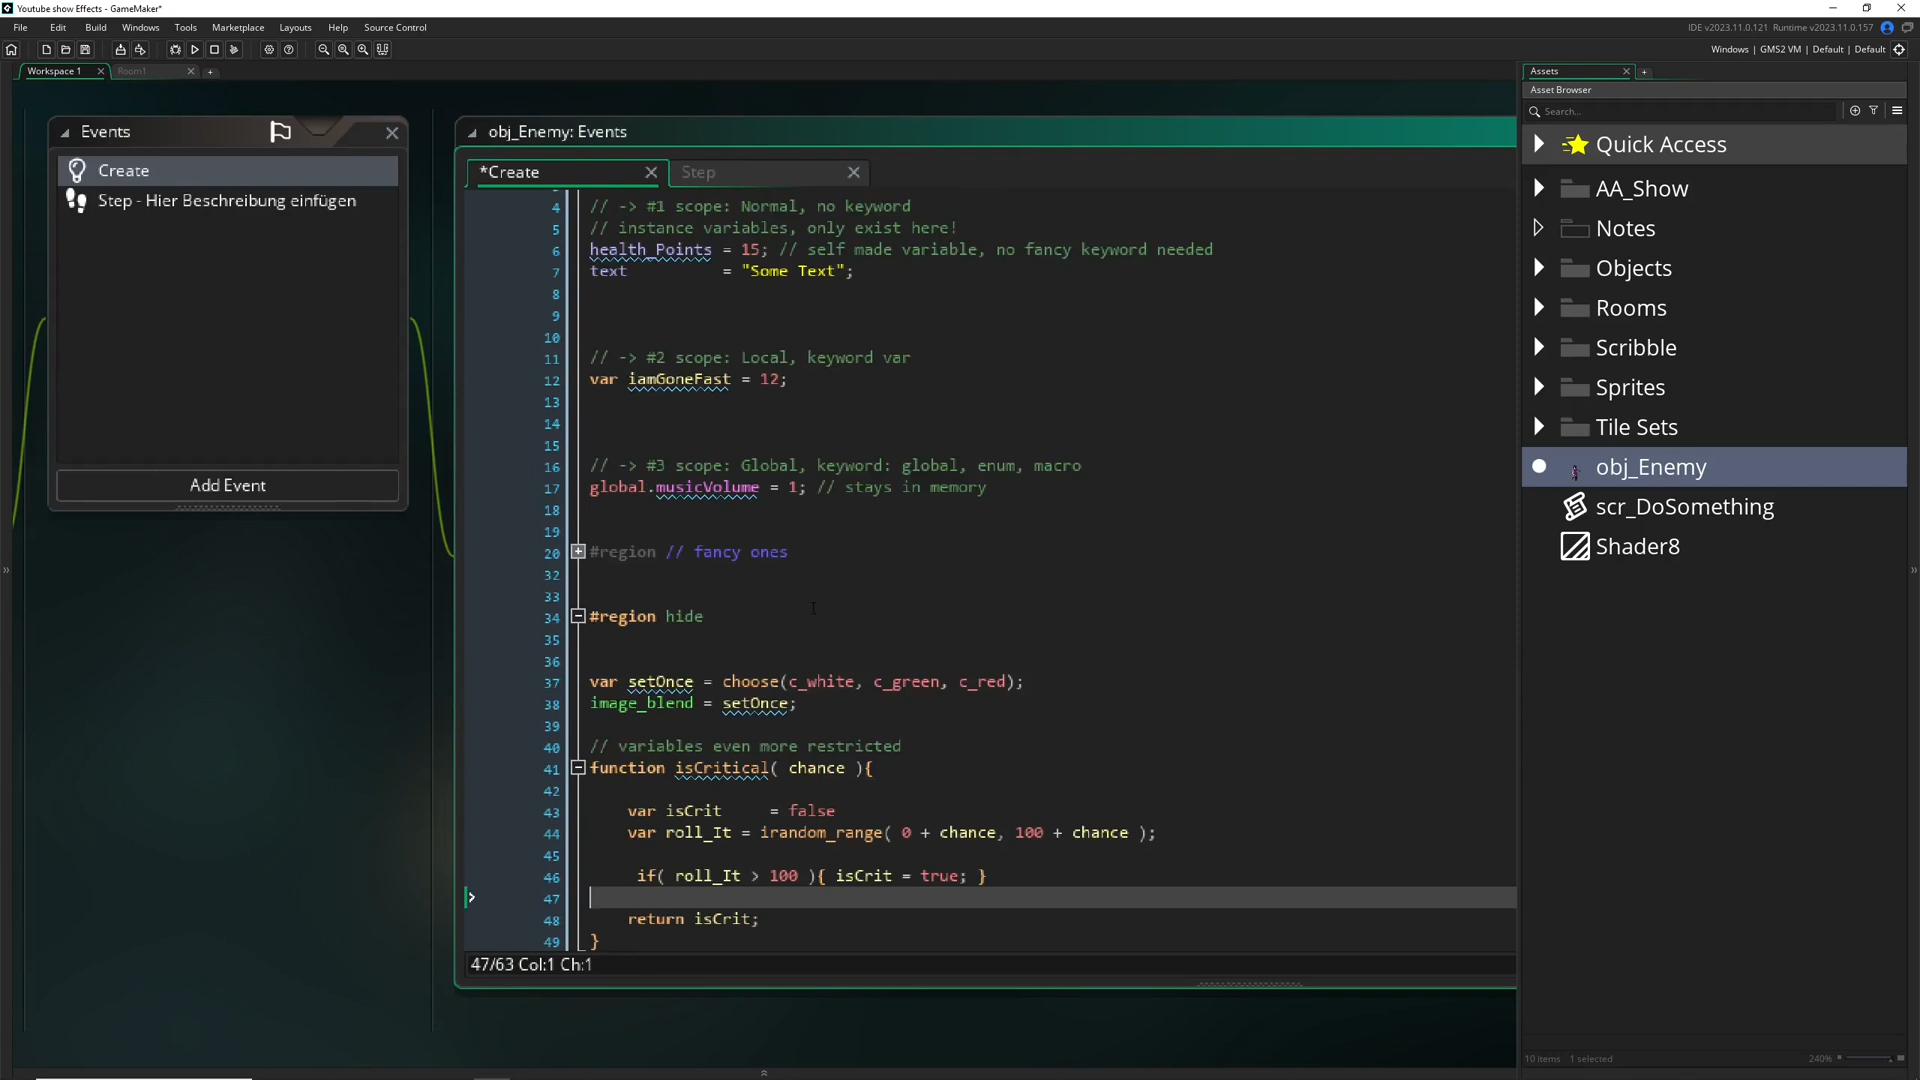 Youtube show Effects - GameMaker*
File Edit Build Windows Tools Marketplace Layouts Help Source Control
IDE v2023.11.0.121 Runtime v2023.11.0.157
Windows | GMS2 VM | Default | Default
Workspace 1
Room1
Events
Create
Step - Hier Beschreibung einfügen
Add Event
obj_Enemy: Events
*Create
Step
4 // -> #1 scope: Normal, no keyword
5 // instance variables, only exist here!
6 health_Points = 15; // self made variable, no fancy keyword needed
7 text = "Some Text";
8
9
10
11 // -> #2 scope: Local, keyword var
12 var iamGoneFast = 12;
13
14
15
16 // -> #3 scope: Global, keyword: global, enum, macro
17 global.musicVolume = 1; // stays in memory
18
19
20 #region // fancy ones
32
33
34 #region hide
35
36
37 var setOnce = choose(c_white, c_green, c_red);
38 image_blend = setOnce;
39
40 // variables even more restricted
41 function isCritical( chance ){
42
43 var isCrit = false
44 var roll_It = irandom_range( 0 + chance, 100 + chance );
45
46 if( roll_It > 100 ){ isCrit = true; }
47
48 return isCrit;
49 }
47/63 Col:1 Ch:1
Assets
Asset Browser
Search...
Quick Access
AA_Show
Notes
Objects
Rooms
Scribble
Sprites
Tile Sets
obj_Enemy
scr_DoSomething
Shader8
10 items 1 selected
240%